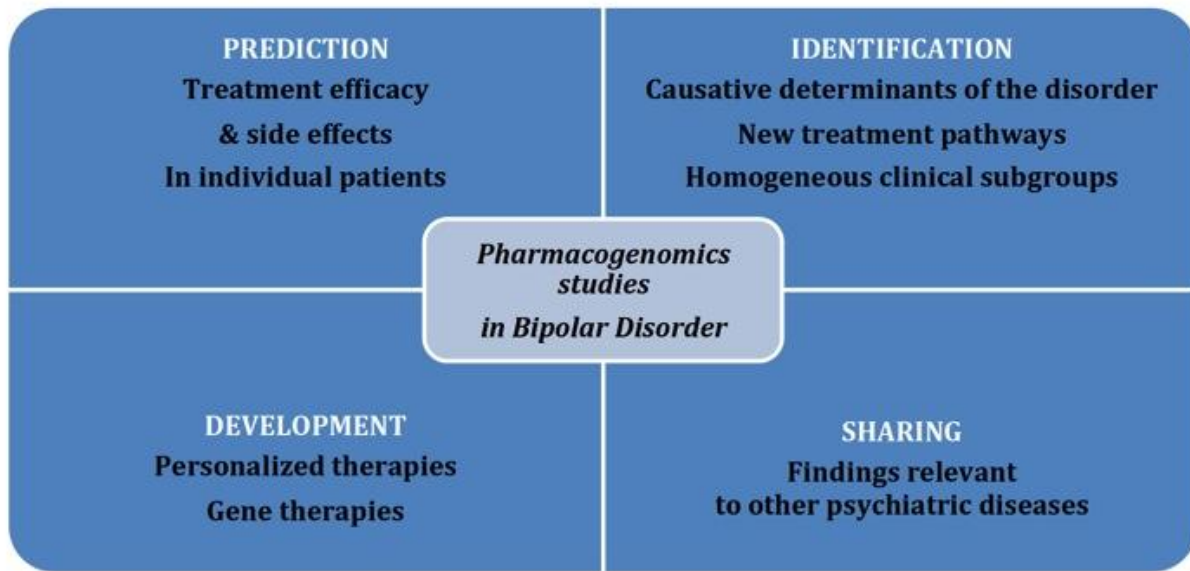 PREDICTION
Treatment efficacy
& side effects
In individual patients
IDENTIFICATION
Causative determinants of the disorder
New treatment pathways
Homogeneous clinical subgroups
Pharmacogenomics
studies
in Bipolar Disorder
DEVELOPMENT
Personalized therapies
Gene therapies
SHARING
Findings relevant
to other psychiatric diseases